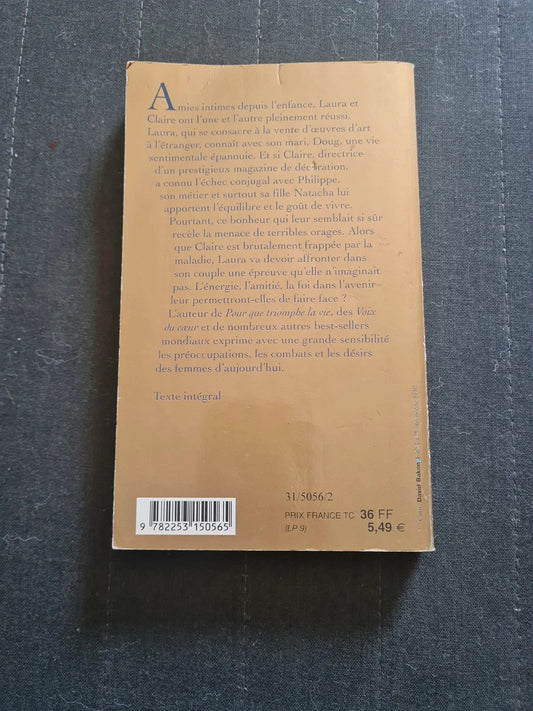 Amies intimes depuis l'enfance, Laura et
Claire ont l'une et l'autre pleinement réussi.
Laura, qui se consacre à la vente d'œuvres d'art
à l'étranger, connaît avec son mari, Doug, une vie
sentimentale épanouie. Et si Claire, directrice
d'un prestigieux magazine de décoration,
a connu l'échec conjugal avec Philippe,
son métier et surtout sa fille Natacha lui
apportent l'équilibre et le goût de vivre.
Pourtant, ce bonheur qui leur semblait si sûr
recèle la menace de terribles orages. Alors
que Claire est brutalement frappée par la
maladie, Laura va devoir affronter dans
son couple une épreuve qu'elle n'imaginait
pas. L'énergie, l'amitié, la foi dans l'avenir
leur permettront-elles de faire face ?
L'auteur de Pour que triomphe la vie, des Voix
du cœur et de nombreux autres best-sellers
mondiaux exprime avec une grande sensibilité
les préoccupations, les combats et les désirs
des femmes d'aujourd'hui.
Texte intégral
31/5056/2
PRIX FRANCE TC 36 FF
(LP 9) 5,49 €
9 782253 150565
David